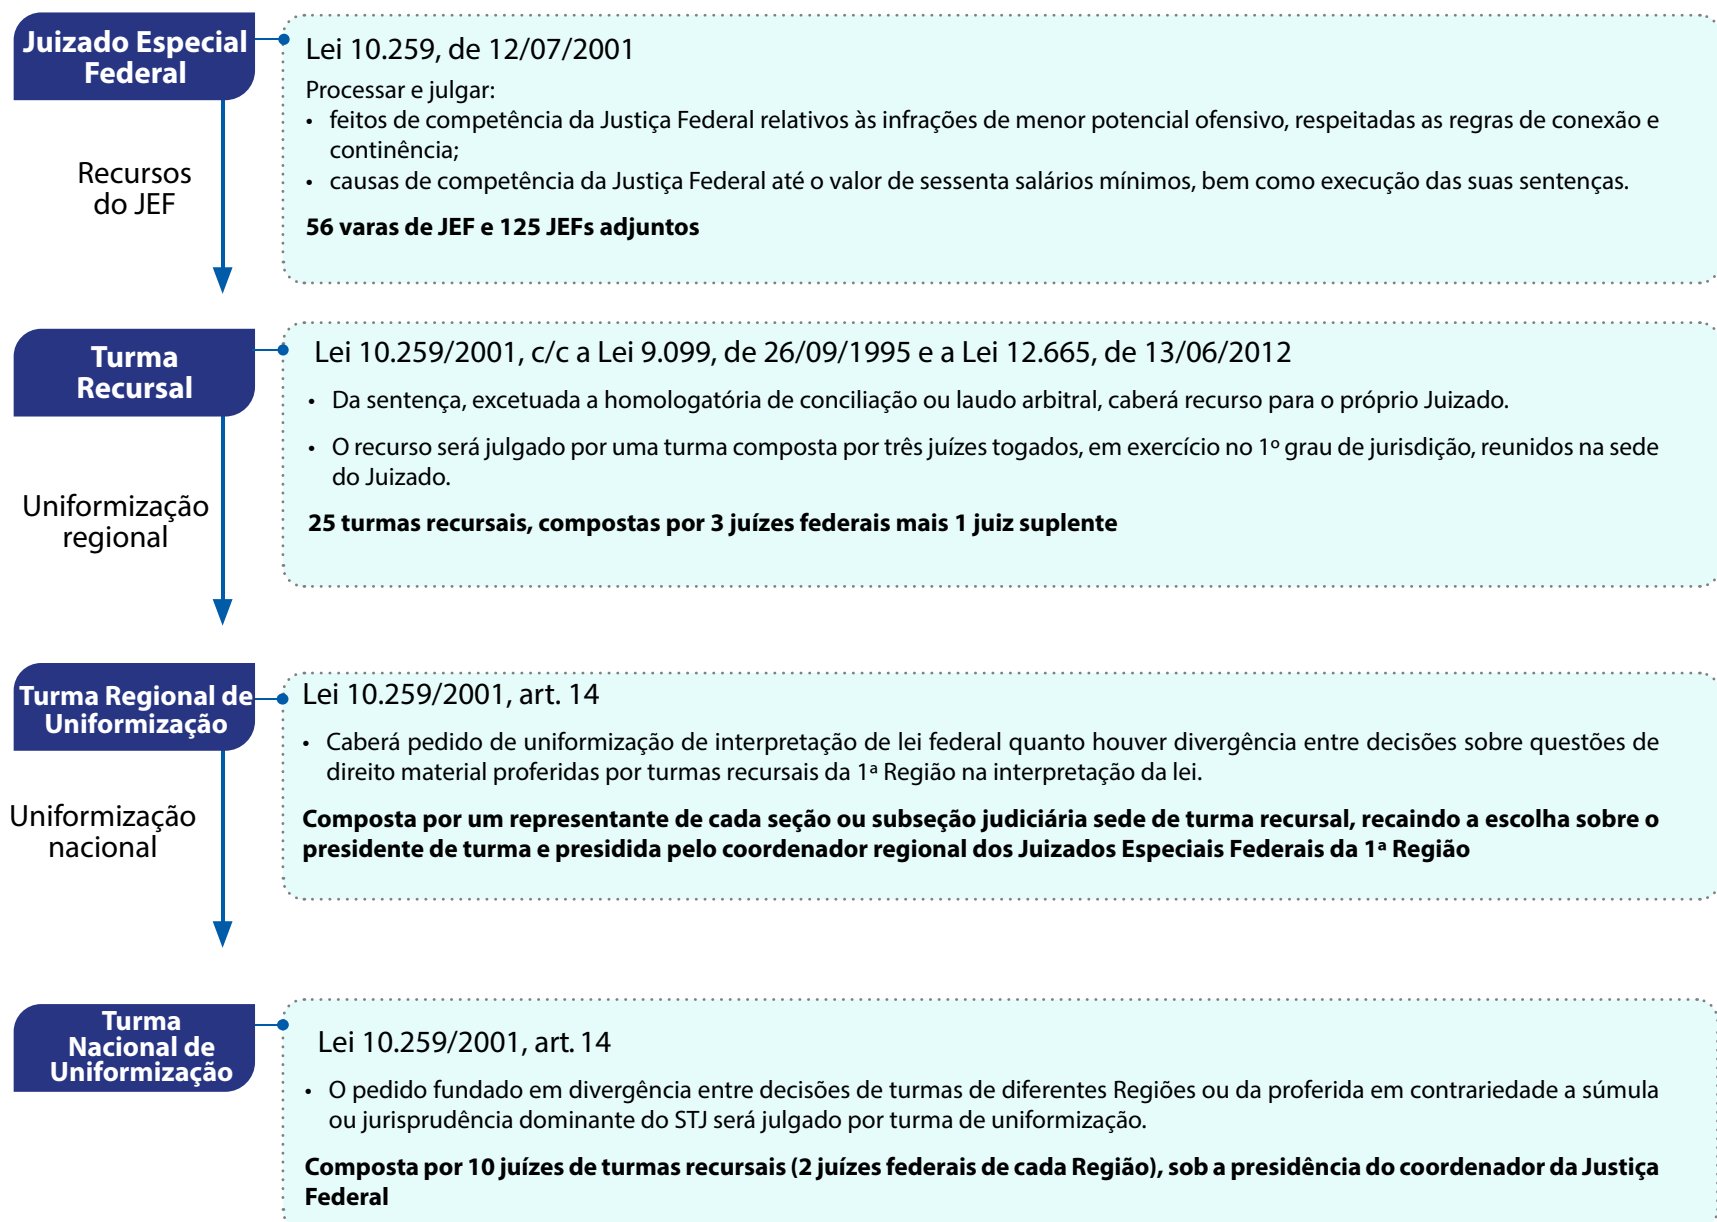 Juizado Especial
Federal
Lei 10.259, de 12/07/2001
Processar e julgar:
• feitos de competência da Justiça Federal relativos às infrações de menor potencial ofensivo, respeitadas as regras de conexão e
continência;
• causas de competência da Justiça Federal até o valor de sessenta salários mínimos, bem como execução das suas sentenças.
56 varas de JEF e 125 JEFs adjuntos
Recursos
do JEF
Turma
Recursal
Lei 10.259/2001, c/c a Lei 9.099, de 26/09/1995 e a Lei 12.665, de 13/06/2012
• Da sentença, excetuada a homologatória de conciliação ou laudo arbitral, caberá recurso para o próprio Juizado.
• O recurso será julgado por uma turma composta por três juízes togados, em exercício no 1º grau de jurisdição, reunidos na sede
do Juizado.
25 turmas recursais, compostas por 3 juízes federais mais 1 juiz suplente
Uniformização
regional
Turma Regional de
Uniformização
Lei 10.259/2001, art. 14
• Caberá pedido de uniformização de interpretação de lei federal quanto houver divergência entre decisões sobre questões de
direito material proferidas por turmas recursais da 1ª Região na interpretação da lei.
Composta por um representante de cada seção ou subseção judiciária sede de turma recursal, recaindo a escolha sobre o
presidente de turma e presidida pelo coordenador regional dos Juizados Especiais Federais da 1ª Região
Uniformização
nacional
Turma
Nacional de
Uniformização
Lei 10.259/2001, art. 14
• O pedido fundado em divergência entre decisões de turmas de diferentes Regiões ou da proferida em contrariedade a súmula
ou jurisprudência dominante do STJ será julgado por turma de uniformização.
Composta por 10 juízes de turmas recursais (2 juízes federais de cada Região), sob a presidência do coordenador da Justiça
Federal